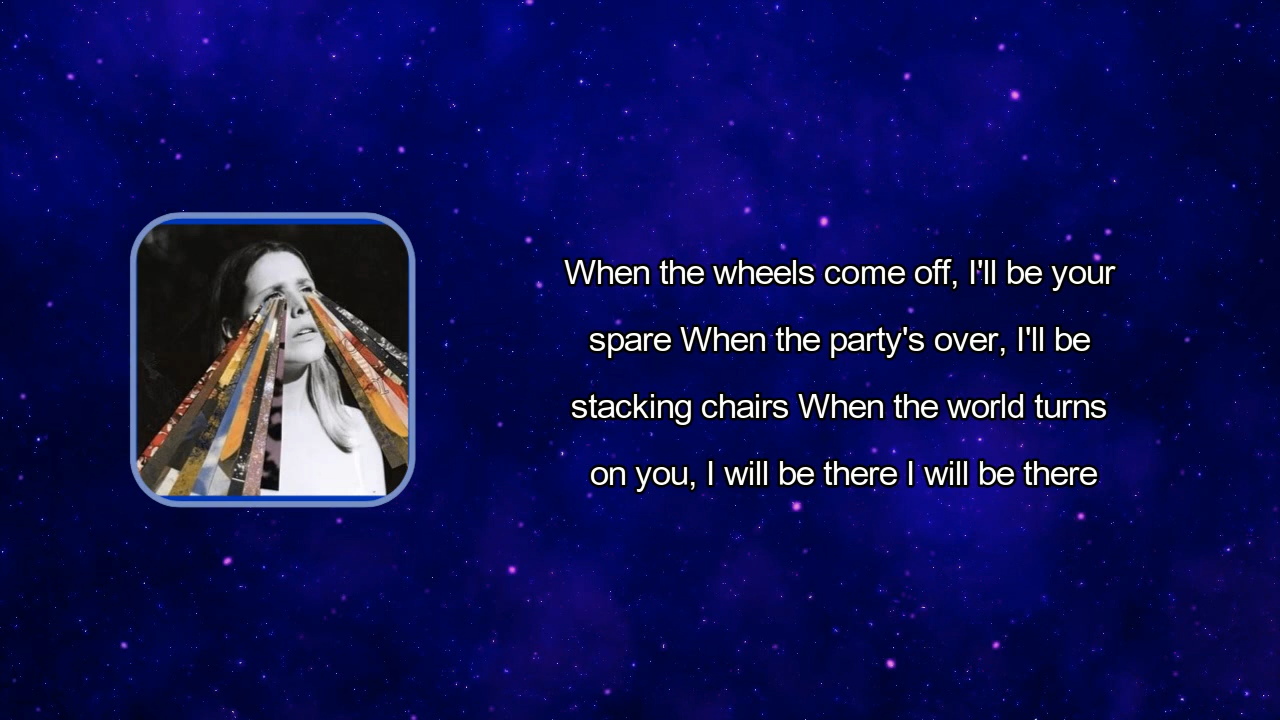 When the wheels come off, I'll be your
spare When the party's over, I'll be
stacking chairs When the world turns
on you, I will be there I will be there